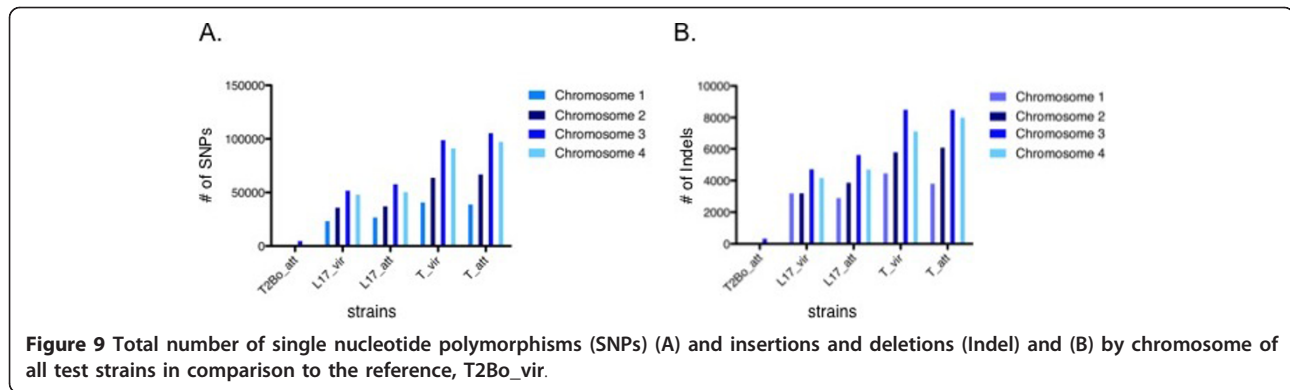 A.
150000
100000
50000
0
# of SNPs
T2Bo_att
L17_vir
L17_att
T_vir
T_att
strains
Chromosome 1
Chromosome 2
Chromosome 3
Chromosome 4
B.
10000
8000
6000
4000
2000
0
# of Indels
T2Bo_att
L17_vir
L17_att
T_vir
T_att
strains
Chromosome 1
Chromosome 2
Chromosome 3
Chromosome 4
Figure 9 Total number of single nucleotide polymorphisms (SNPs) (A) and insertions and deletions (Indel) and (B) by chromosome of
all test strains in comparison to the reference, T2Bo_vir.